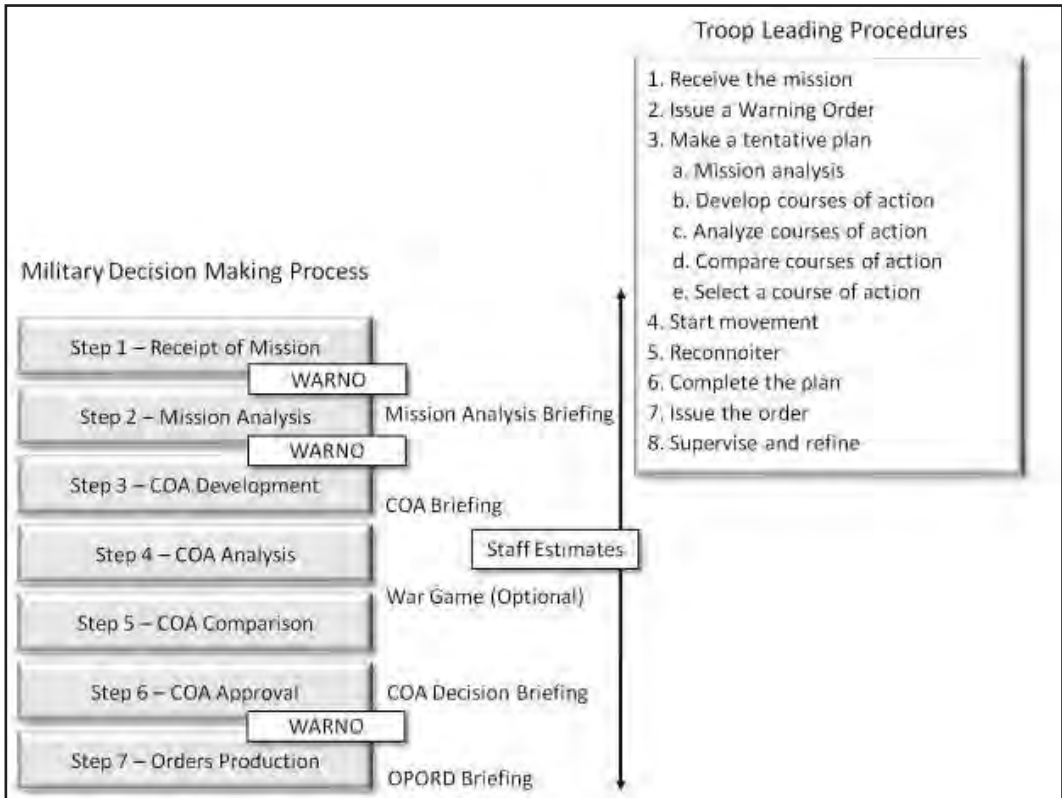 Troop Leading Procedures
1. Receive the mission
2. Issue a Warning Order
3. Make a tentative plan
a. Mission analysis
b. Develop courses of action
c. Analyze courses of action
d. Compare courses of action
e. Select a course of action
4. Start movement
5. Reconnoiter
6. Complete the plan
7. Issue the order
8. Supervise and refine
Military Decision Making Process
Step 1 – Receipt of Mission
WARNO
Step 2 – Mission Analysis
Mission Analysis Briefing
WARNO
Step 3 – COA Development
COA Briefing
Step 4 – COA Analysis
Staff Estimates
War Game (Optional)
Step 5 – COA Comparison
Step 6 – COA Approval
COA Decision Briefing
WARNO
Step 7 – Orders Production
OPORD Briefing